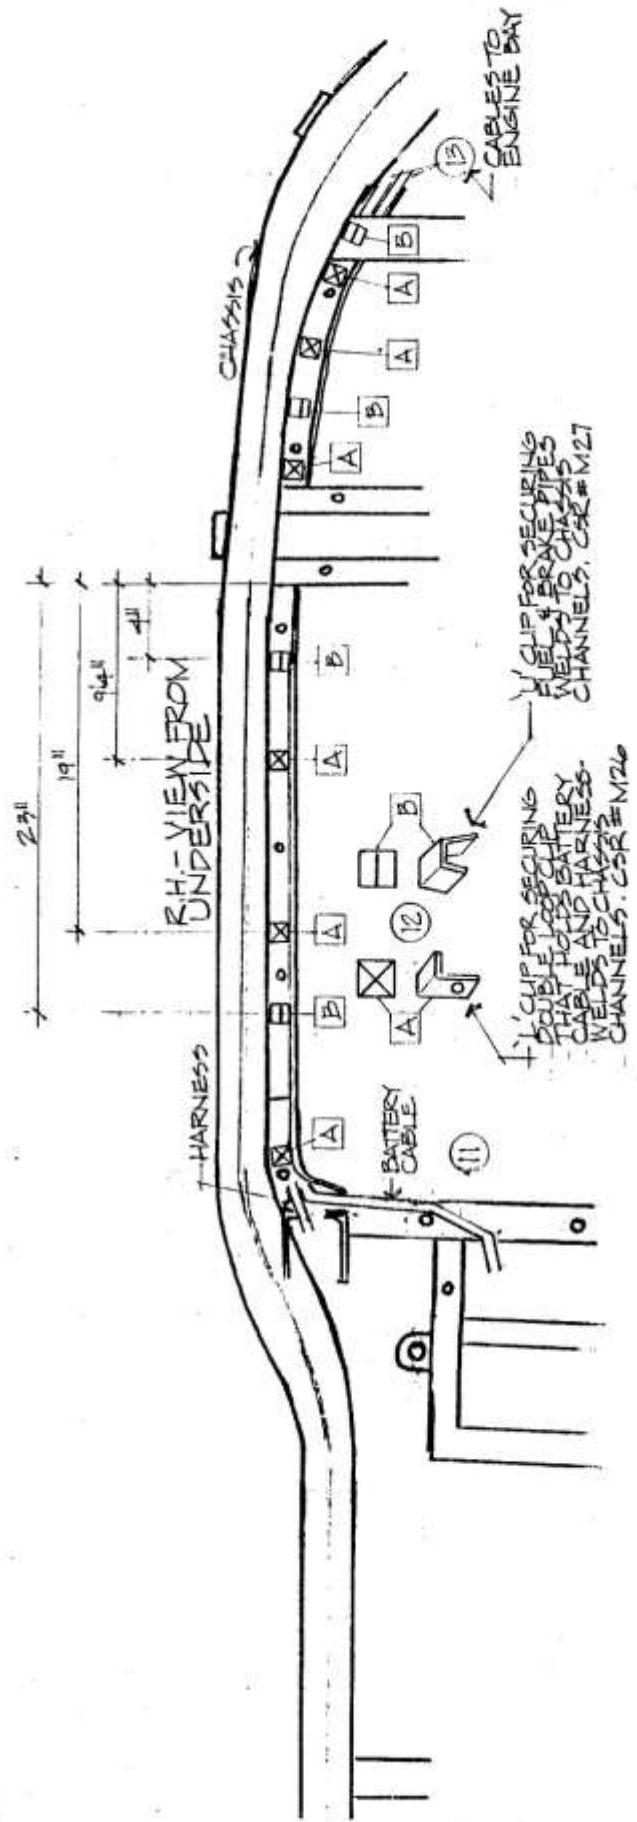 23"
19"
9¼"
4"
R.H.-VIEW FROM
UNDERSIDE
CHASSIS
HARNESS
A
B
A
A
B
A
B
A
A
B
BATTERY
CABLE
11
12
A
B
13
CABLES TO
ENGINE BAY
'L' CLIP FOR SECURING
DOUBLE LOOP CLIP
THAT HOLDS BATTERY
CABLE AND HARNESS-
WELDS TO CHASSIS
CHANNELS. CSR#M26
'U' CLIP FOR SECURING
FUEL & BRAKE PIPES
WELDS TO CHASSIS
CHANNELS. CSR#M27